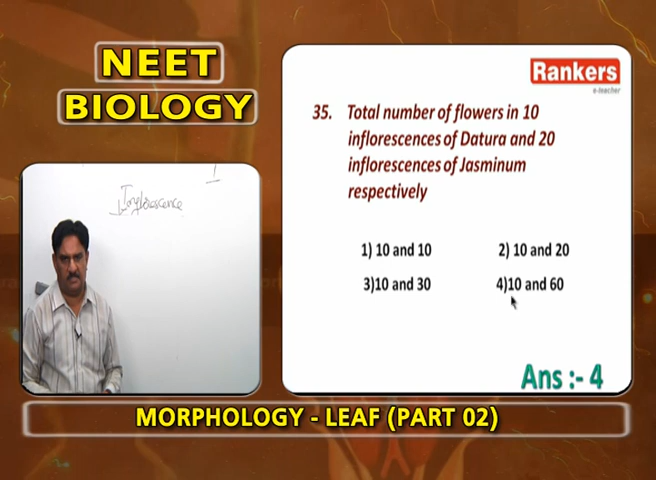 NEET
BIOLOGY
Rankers
e-teacher
35. Total number of flowers in 10
inflorescences of Datura and 20
inflorescences of Jasminum
respectively
1) 10 and 10
2) 10 and 20
3)10 and 30
4)10 and 60
Ans :- 4
Inflorescence
MORPHOLOGY - LEAF (PART 02)